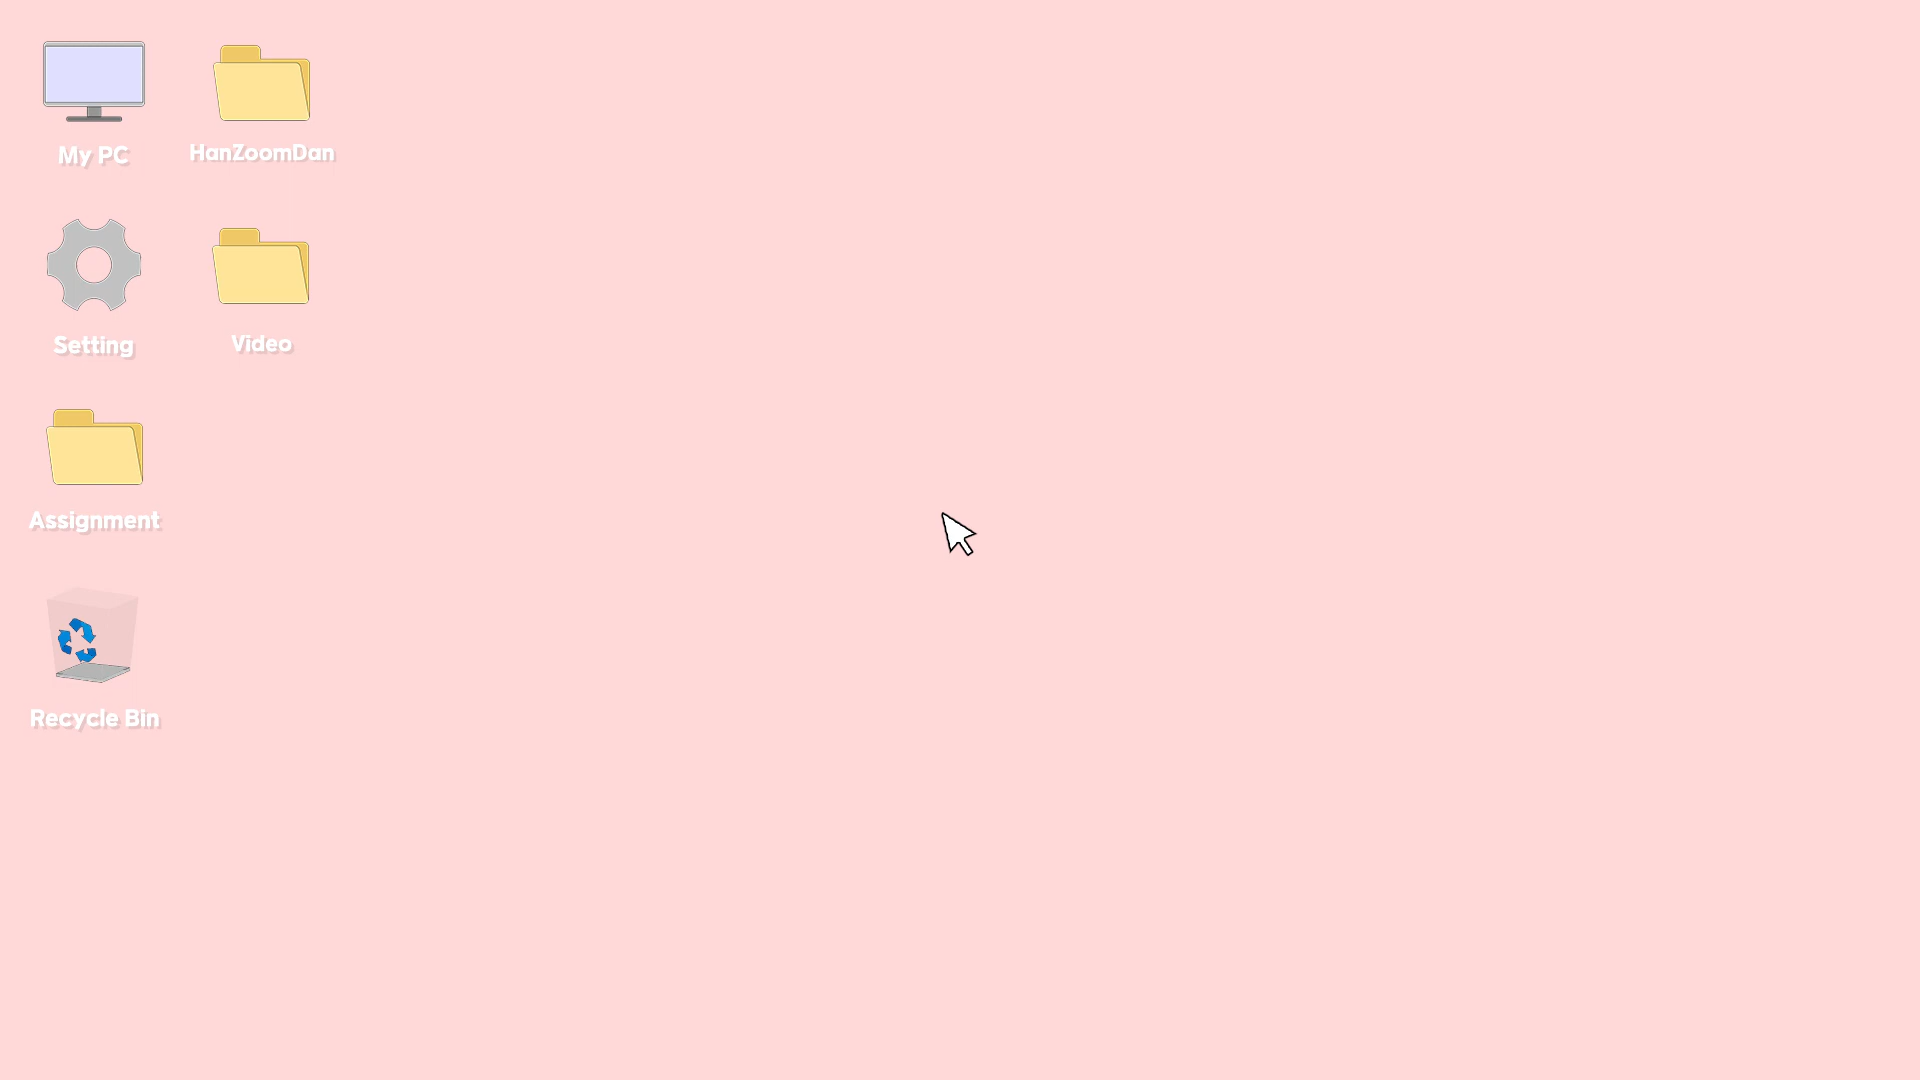 My PC
HanZoomDan
Setting
Video
Assignment
Recycle Bin